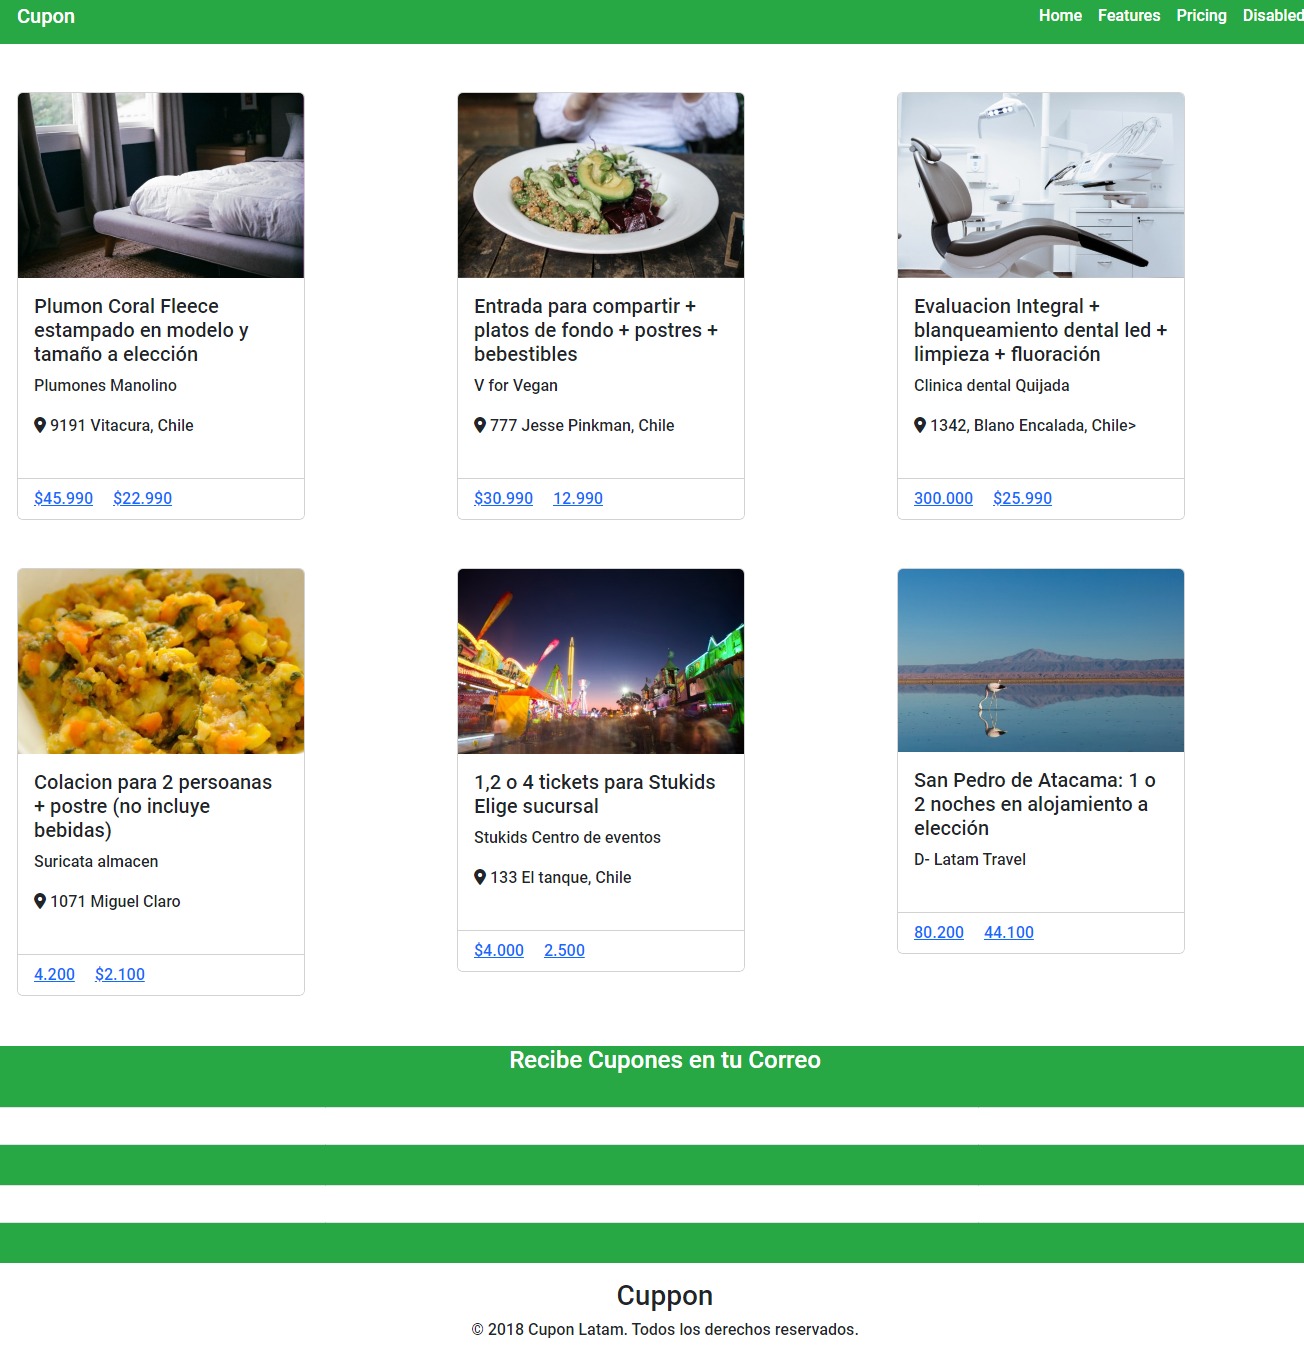 Cupon
Home Features Pricing Disabled
Plumon Coral Fleece
estampado en modelo y
tamaño a elección
Plumones Manolino
9191 Vitacura, Chile
$45.990 $22.990
Entrada para compartir +
platos de fondo + postres +
bebestibles
V for Vegan
777 Jesse Pinkman, Chile
$30.990 12.990
Evaluacion Integral +
blanqueamiento dental led +
limpieza + fluoración
Clinica dental Quijada
1342, Blano Encalada, Chile>
300.000 $25.990
Colacion para 2 persoanas
+ postre (no incluye
bebidas)
Suricata almacen
1071 Miguel Claro
4.200 $2.100
1,2 o 4 tickets para Stukids
Elige sucursal
Stukids Centro de eventos
133 El tanque, Chile
$4.000 2.500
San Pedro de Atacama: 1 o
2 noches en alojamiento a
elección
D- Latam Travel
80.200 44.100
Recibe Cupones en tu Correo
Cuppon
© 2018 Cupon Latam. Todos los derechos reservados.